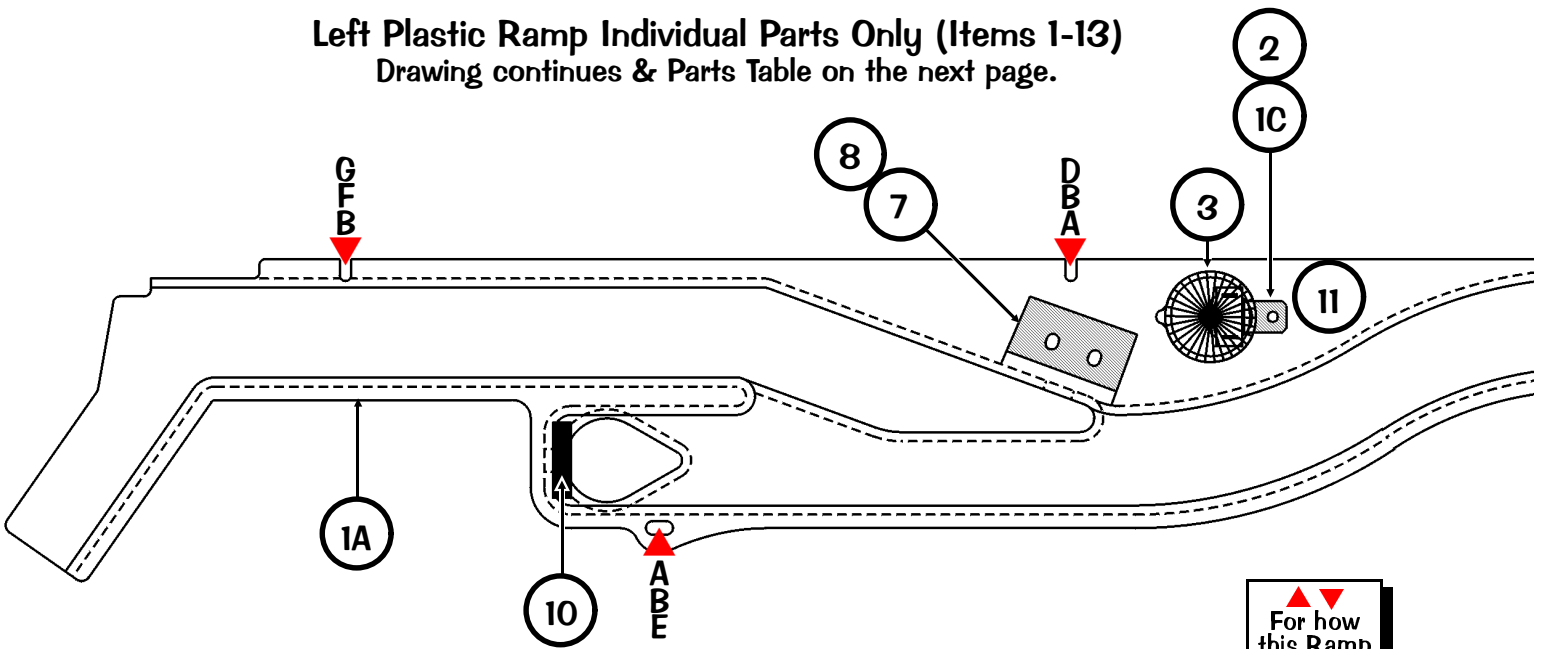 Left Plastic Ramp Individual Parts Only (Items 1-13)
Drawing continues & Parts Table on the next page.
2
1C
8
7
3
11
G
F
B
D
B
A
1A
10
A
B
E
For how
this Ramp